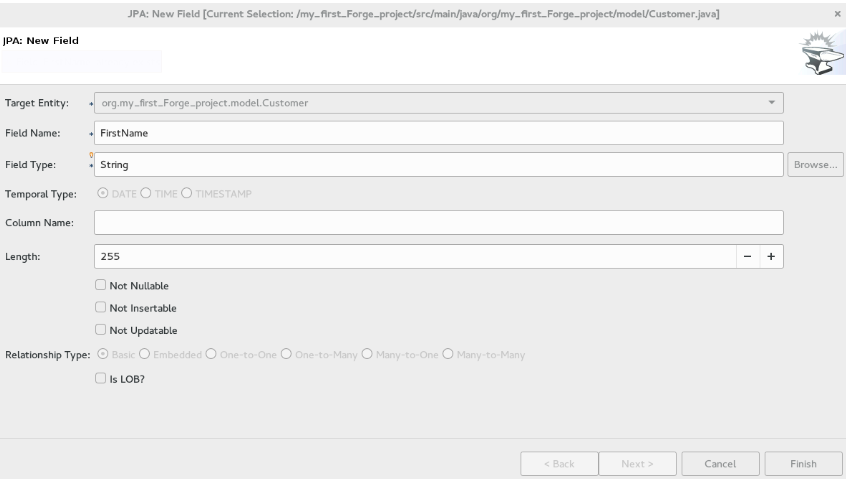 JPA: New Field [Current Selection: /my_first_Forge_project/src/main/java/org/my_first_Forge_project/model/Customer.java] ×
JPA: New Field
Target Entity: * org.my_first_Forge_project.model.Customer
Field Name: * FirstName
Field Type: * String Browse...
Temporal Type: DATE TIME TIMESTAMP
Column Name:
Length: 255 − +
Not Nullable
Not Insertable
Not Updatable
Relationship Type: Basic Embedded One-to-One One-to-Many Many-to-One Many-to-Many
Is LOB?
< Back Next > Cancel Finish